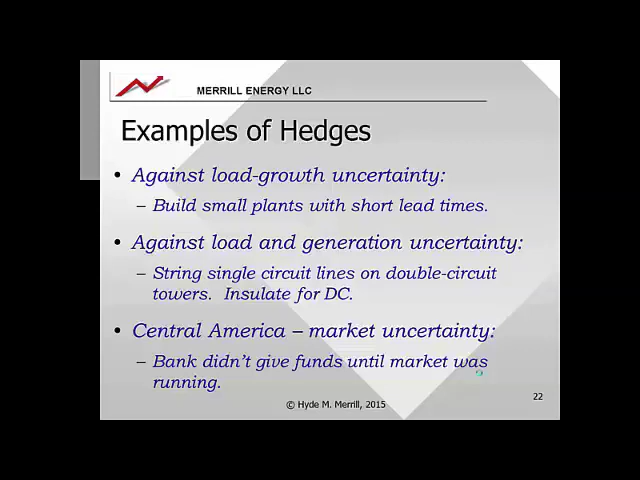 MERRILL ENERGY LLC
Examples of Hedges
• Against load-growth uncertainty:
– Build small plants with short lead times.
• Against load and generation uncertainty:
– String single circuit lines on double-circuit
towers. Insulate for DC.
• Central America – market uncertainty:
– Bank didn't give funds until market was
running.
© Hyde M. Merrill, 2015
22